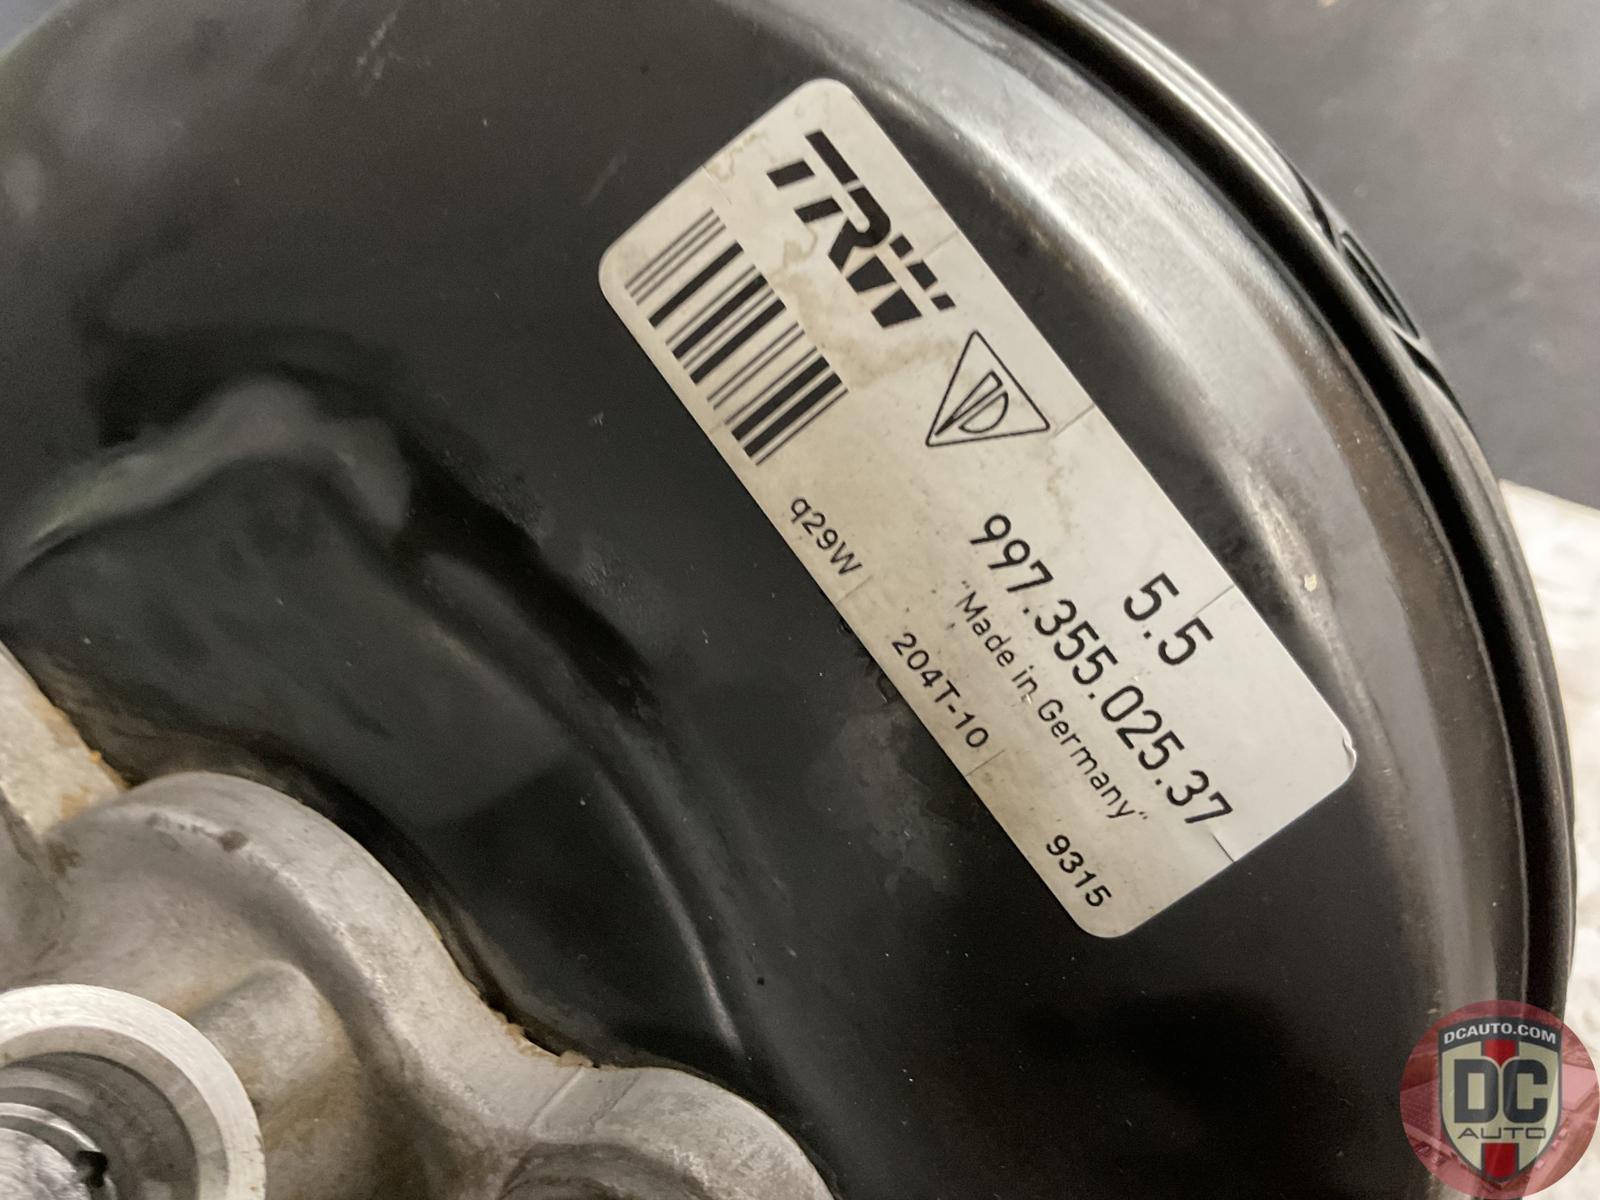 TRW
5.5
997.355.025.37
"Made in Germany"
q29W 204T-10 9315
DCAUTO.COM
DC
AUTO